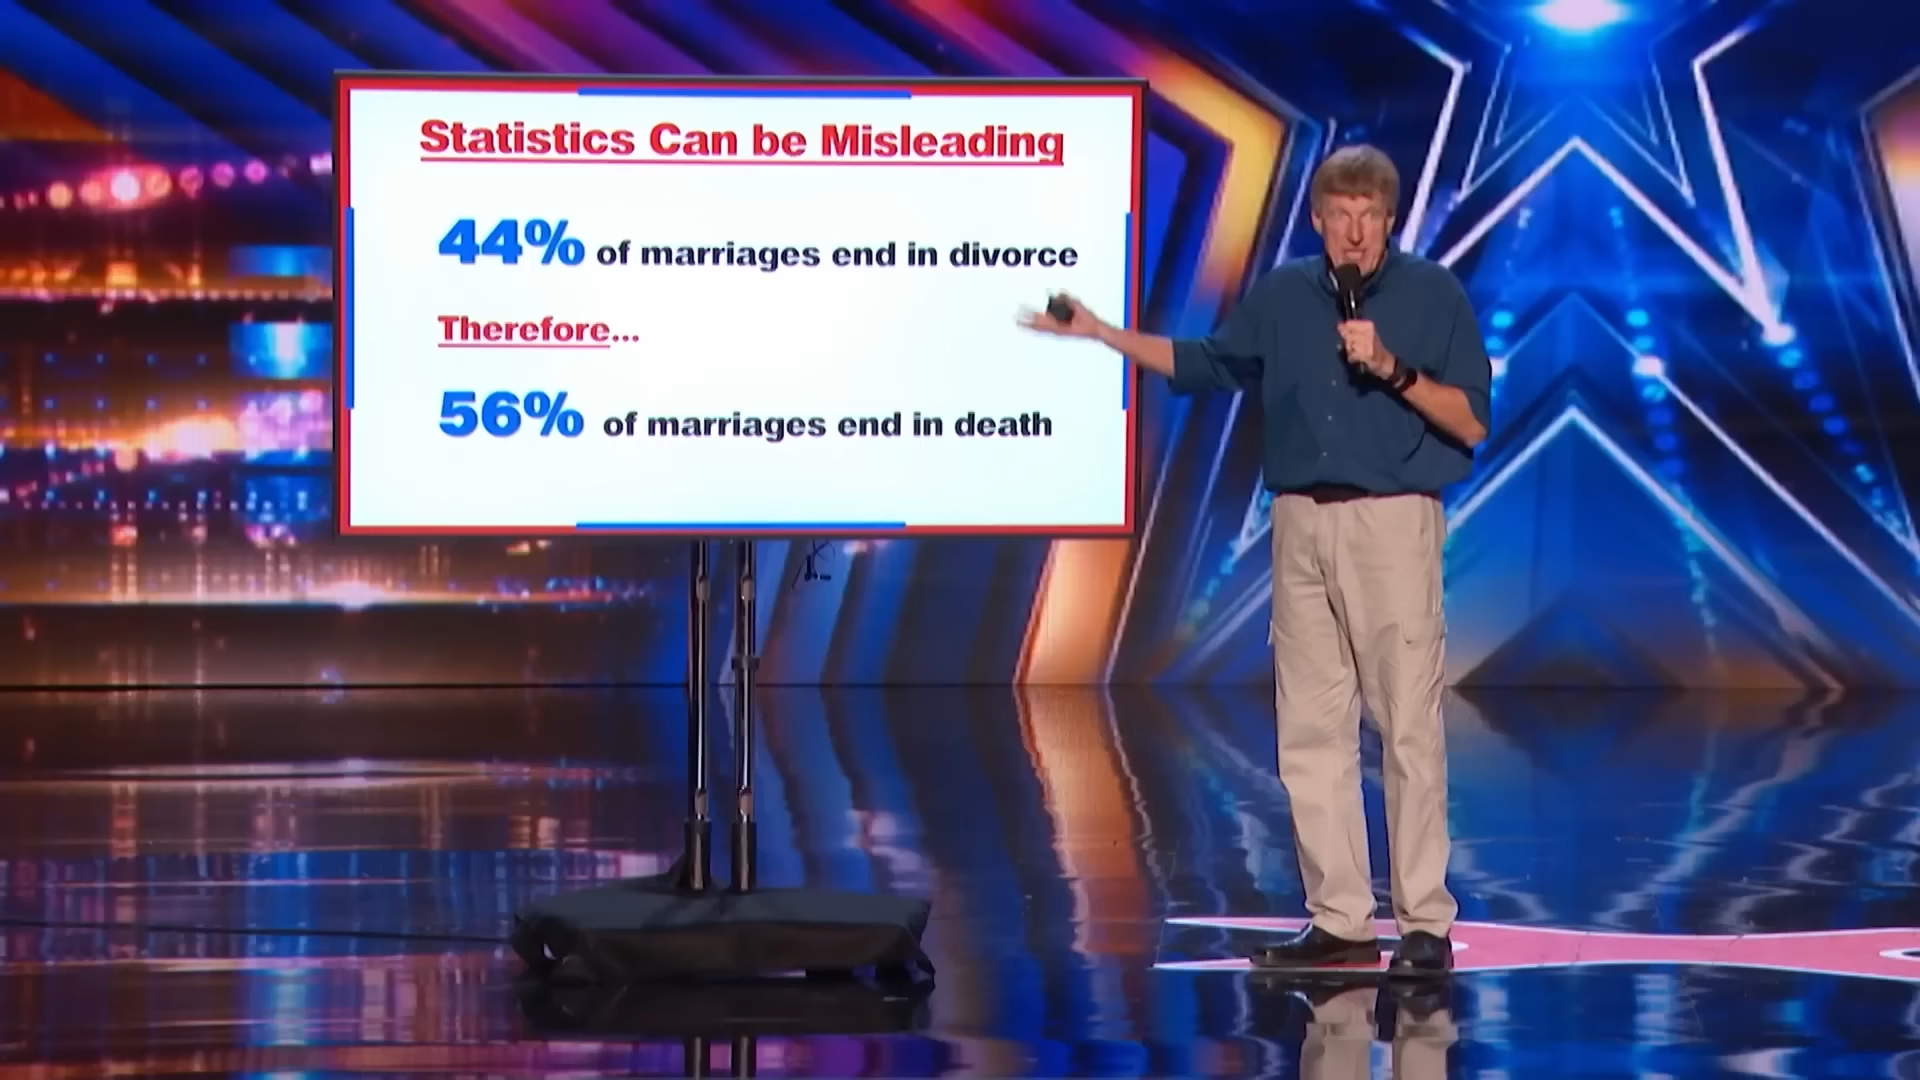 Statistics Can be Misleading
44% of marriages end in divorce
Therefore...
56% of marriages end in death